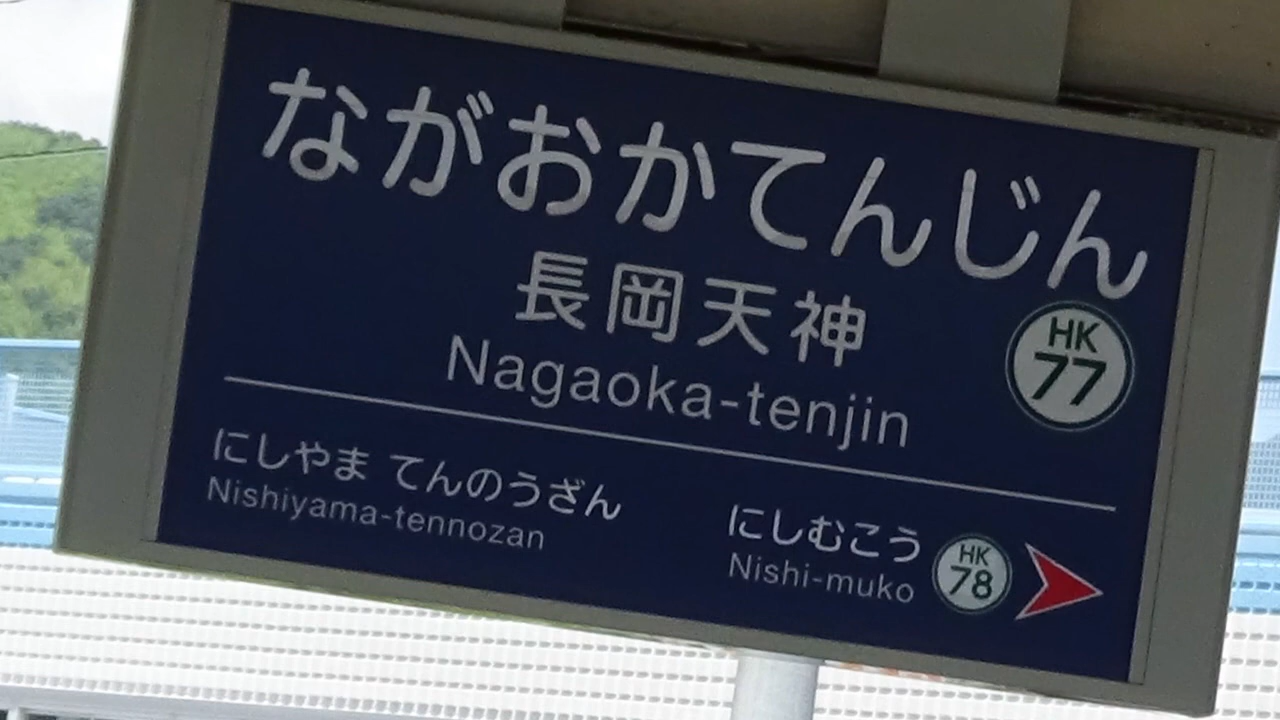 ながおかてんじん
長岡天神
HK
77
Nagaoka-tenjin
にしやま てんのうざん
Nishiyama-tennozan
にしむこう
Nishi-muko
HK
78